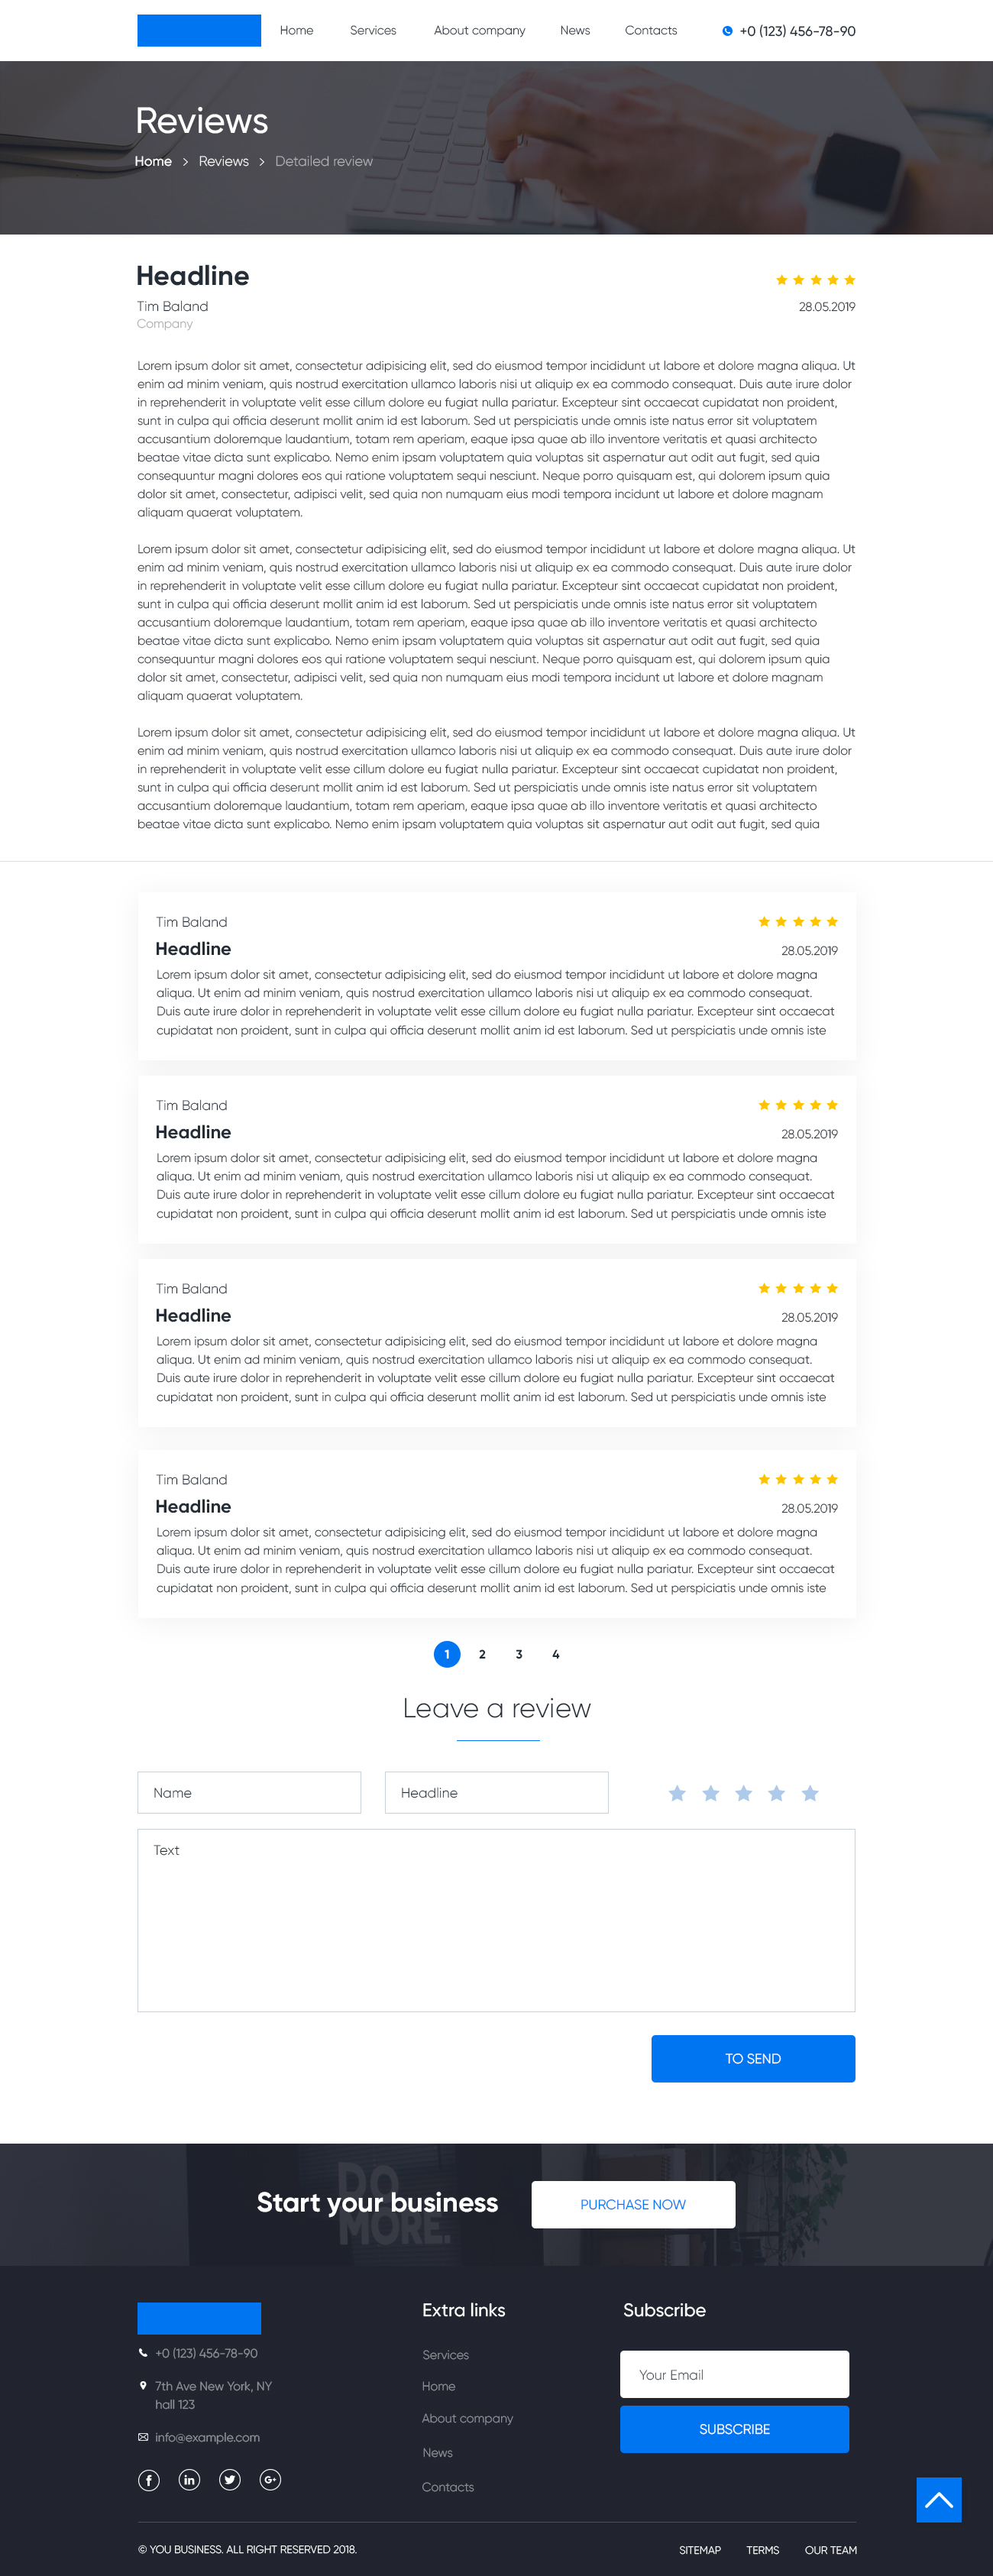 Home Services About company News Contacts +0 (123) 456-78-90
Reviews
Home > Reviews > Detailed review
Headline
Tim Baland 28.05.2019
Company
Lorem ipsum dolor sit amet, consectetur adipisicing elit, sed do eiusmod tempor incididunt ut labore et dolore magna aliqua. Ut
enim ad minim veniam, quis nostrud exercitation ullamco laboris nisi ut aliquip ex ea commodo consequat. Duis aute irure dolor
in reprehenderit in voluptate velit esse cillum dolore eu fugiat nulla pariatur. Excepteur sint occaecat cupidatat non proident,
sunt in culpa qui officia deserunt mollit anim id est laborum. Sed ut perspiciatis unde omnis iste natus error sit voluptatem
accusantium doloremque laudantium, totam rem aperiam, eaque ipsa quae ab illo inventore veritatis et quasi architecto
beatae vitae dicta sunt explicabo. Nemo enim ipsam voluptatem quia voluptas sit aspernatur aut odit aut fugit, sed quia
consequuntur magni dolores eos qui ratione voluptatem sequi nesciunt. Neque porro quisquam est, qui dolorem ipsum quia
dolor sit amet, consectetur, adipisci velit, sed quia non numquam eius modi tempora incidunt ut labore et dolore magnam
aliquam quaerat voluptatem.
Lorem ipsum dolor sit amet, consectetur adipisicing elit, sed do eiusmod tempor incididunt ut labore et dolore magna aliqua. Ut
enim ad minim veniam, quis nostrud exercitation ullamco laboris nisi ut aliquip ex ea commodo consequat. Duis aute irure dolor
in reprehenderit in voluptate velit esse cillum dolore eu fugiat nulla pariatur. Excepteur sint occaecat cupidatat non proident,
sunt in culpa qui officia deserunt mollit anim id est laborum. Sed ut perspiciatis unde omnis iste natus error sit voluptatem
accusantium doloremque laudantium, totam rem aperiam, eaque ipsa quae ab illo inventore veritatis et quasi architecto
beatae vitae dicta sunt explicabo. Nemo enim ipsam voluptatem quia voluptas sit aspernatur aut odit aut fugit, sed quia
consequuntur magni dolores eos qui ratione voluptatem sequi nesciunt. Neque porro quisquam est, qui dolorem ipsum quia
dolor sit amet, consectetur, adipisci velit, sed quia non numquam eius modi tempora incidunt ut labore et dolore magnam
aliquam quaerat voluptatem.
Lorem ipsum dolor sit amet, consectetur adipisicing elit, sed do eiusmod tempor incididunt ut labore et dolore magna aliqua. Ut
enim ad minim veniam, quis nostrud exercitation ullamco laboris nisi ut aliquip ex ea commodo consequat. Duis aute irure dolor
in reprehenderit in voluptate velit esse cillum dolore eu fugiat nulla pariatur. Excepteur sint occaecat cupidatat non proident,
sunt in culpa qui officia deserunt mollit anim id est laborum. Sed ut perspiciatis unde omnis iste natus error sit voluptatem
accusantium doloremque laudantium, totam rem aperiam, eaque ipsa quae ab illo inventore veritatis et quasi architecto
beatae vitae dicta sunt explicabo. Nemo enim ipsam voluptatem quia voluptas sit aspernatur aut odit aut fugit, sed quia
Tim Baland
Headline 28.05.2019
Lorem ipsum dolor sit amet, consectetur adipisicing elit, sed do eiusmod tempor incididunt ut labore et dolore magna
aliqua. Ut enim ad minim veniam, quis nostrud exercitation ullamco laboris nisi ut aliquip ex ea commodo consequat.
Duis aute irure dolor in reprehenderit in voluptate velit esse cillum dolore eu fugiat nulla pariatur. Excepteur sint occaecat
cupidatat non proident, sunt in culpa qui officia deserunt mollit anim id est laborum. Sed ut perspiciatis unde omnis iste
Tim Baland
Headline 28.05.2019
Lorem ipsum dolor sit amet, consectetur adipisicing elit, sed do eiusmod tempor incididunt ut labore et dolore magna
aliqua. Ut enim ad minim veniam, quis nostrud exercitation ullamco laboris nisi ut aliquip ex ea commodo consequat.
Duis aute irure dolor in reprehenderit in voluptate velit esse cillum dolore eu fugiat nulla pariatur. Excepteur sint occaecat
cupidatat non proident, sunt in culpa qui officia deserunt mollit anim id est laborum. Sed ut perspiciatis unde omnis iste
Tim Baland
Headline 28.05.2019
Lorem ipsum dolor sit amet, consectetur adipisicing elit, sed do eiusmod tempor incididunt ut labore et dolore magna
aliqua. Ut enim ad minim veniam, quis nostrud exercitation ullamco laboris nisi ut aliquip ex ea commodo consequat.
Duis aute irure dolor in reprehenderit in voluptate velit esse cillum dolore eu fugiat nulla pariatur. Excepteur sint occaecat
cupidatat non proident, sunt in culpa qui officia deserunt mollit anim id est laborum. Sed ut perspiciatis unde omnis iste
Tim Baland
Headline 28.05.2019
Lorem ipsum dolor sit amet, consectetur adipisicing elit, sed do eiusmod tempor incididunt ut labore et dolore magna
aliqua. Ut enim ad minim veniam, quis nostrud exercitation ullamco laboris nisi ut aliquip ex ea commodo consequat.
Duis aute irure dolor in reprehenderit in voluptate velit esse cillum dolore eu fugiat nulla pariatur. Excepteur sint occaecat
cupidatat non proident, sunt in culpa qui officia deserunt mollit anim id est laborum. Sed ut perspiciatis unde omnis iste
1 2 3 4
Leave a review
Name Headline
Text
TO SEND
DO
MORE.
Start your business PURCHASE NOW
+0 (123) 456-78-90
7th Ave New York, NY
hall 123
info@example.com
Extra links
Services
Home
About company
News
Contacts
Subscribe
Your Email
SUBSCRIBE
© YOU BUSINESS. ALL RIGHT RESERVED 2018. SITEMAP TERMS OUR TEAM